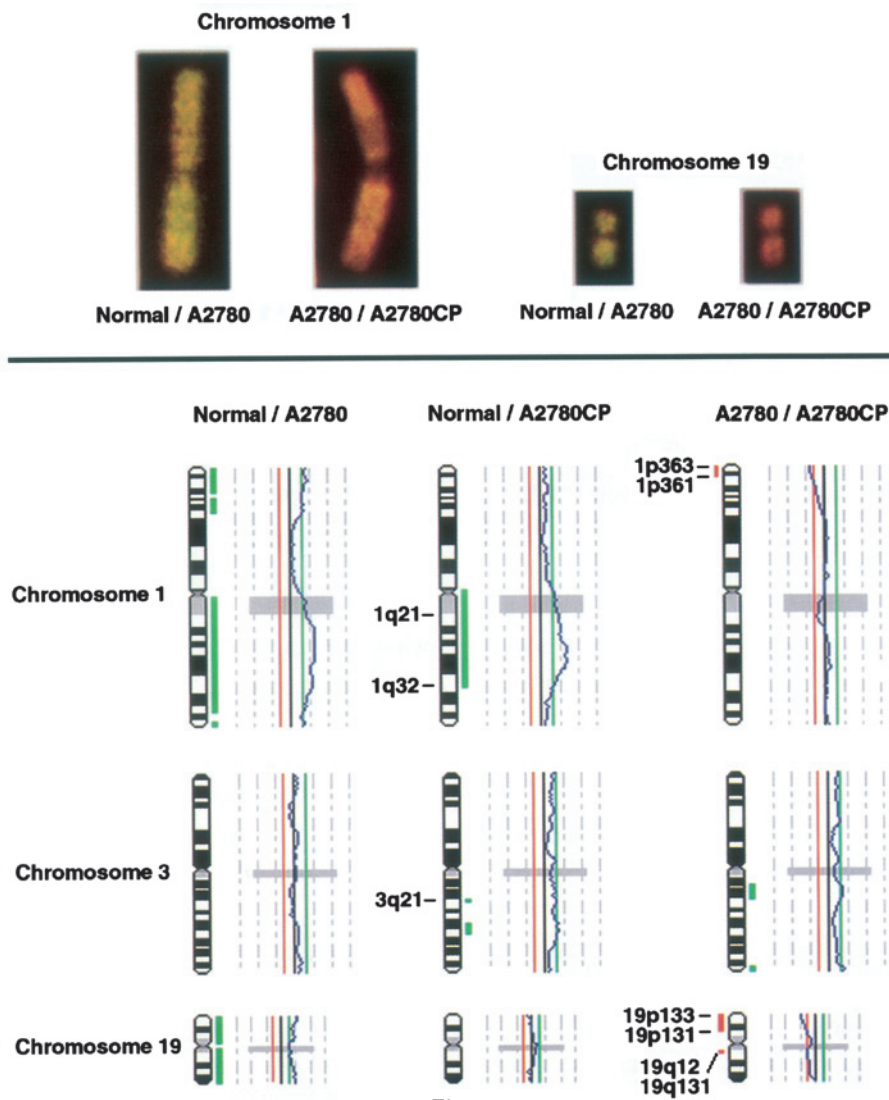 Chromosome 1
Chromosome 19
Normal / A2780
A2780 / A2780CP
Normal / A2780
A2780 / A2780CP
Normal / A2780
Normal / A2780CP
A2780 / A2780CP
Chromosome 1
1q21
1q32
1p363
1p361
Chromosome 3
3q21
Chromosome 19
19p133
19p131
19q12
19q131